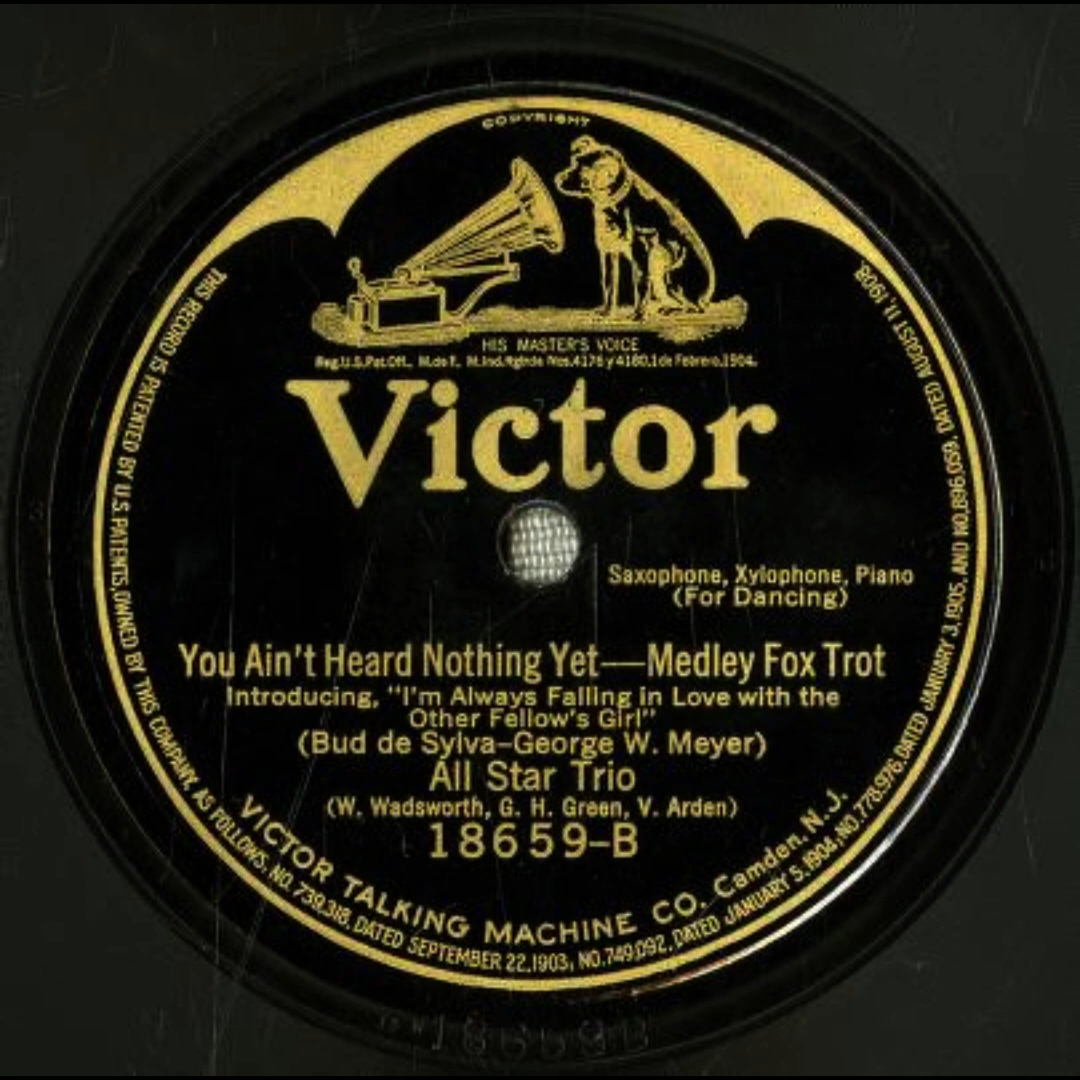 COPYRIGHT
HIS MASTER'S VOICE
Reg.U.S.Pat.Off., M.de F. M.Ind.Rgtrda Nos.4176 y 4180,1 de Febrero,1904.
Victor
Saxophone, Xylophone, Piano
(For Dancing)
You Ain't Heard Nothing Yet—Medley Fox Trot
Introducing, "I'm Always Falling in Love with the
Other Fellow's Girl"
(Bud de Sylva–George W. Meyer)
All Star Trio
(W. Wadsworth, G. H. Green, V. Arden)
18659–B
VICTOR TALKING MACHINE CO. Camden, N. J.
THIS RECORD IS PATENTED BY U.S. PATENTS, OWNED BY THIS COMPANY, AS FOLLOWS, NO. 739,318, DATED SEPTEMBER 22, 1903, NO. 749,092, DATED JANUARY 5, 1904, NO. 778,976, DATED JANUARY 3, 1905, AND NO. 896,059, DATED AUGUST 11, 1908.